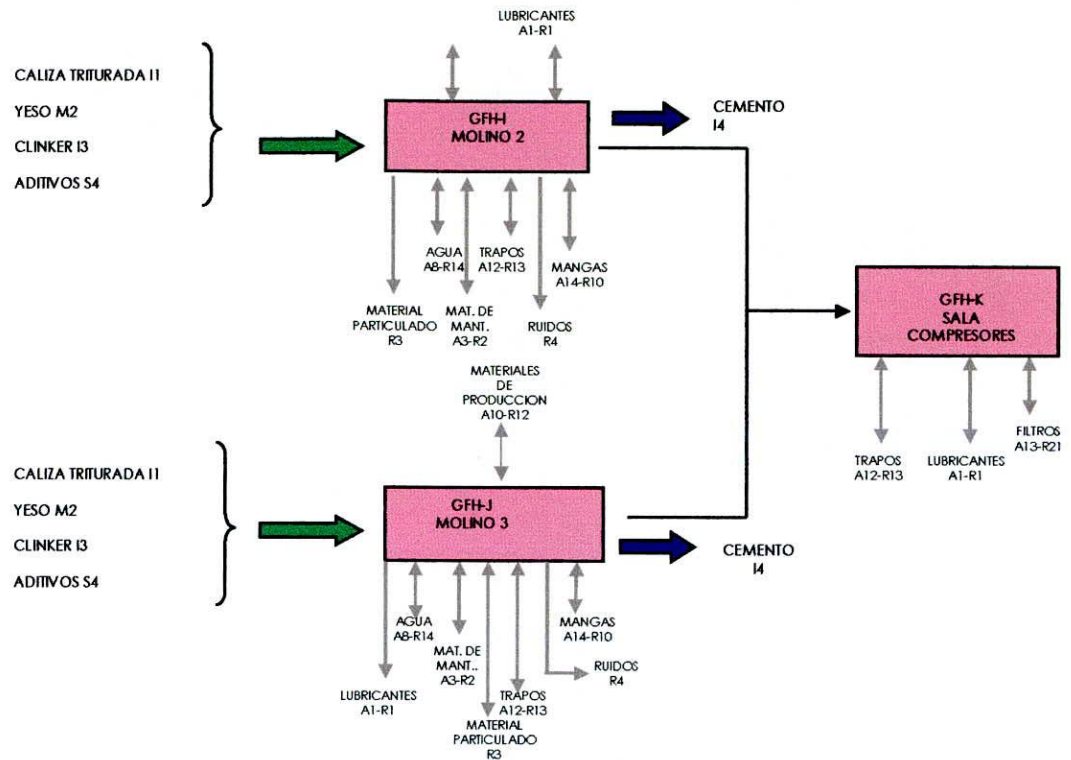 LUBRICANTES
A1-R1
CALIZA TRITURADA I1
YESO M2
CLINKER I3
ADITIVOS S4
GFH-I
MOLINO 2
CEMENTO
I4
AGUA
A8-R14
TRAPOS
A12-R13
MANGAS
A14-R10
MATERIAL
PARTICULADO
R3
MAT. DE
MANT.
A3-R2
RUIDOS
R4
GFH-K
SALA
COMPRESORES
TRAPOS
A12-R13
LUBRICANTES
A1-R1
FILTROS
A13-R21
MATERIALES
DE
PRODUCCION
A10-R12
CALIZA TRITURADA I1
YESO M2
CLINKER I3
ADITIVOS S4
GFH-J
MOLINO 3
CEMENTO
I4
AGUA
A8-R14
MAT. DE
MANT..
A3-R2
MANGAS
A14-R10
RUIDOS
R4
LUBRICANTES
A1-R1
TRAPOS
A12-R13
MATERIAL
PARTICULADO
R3